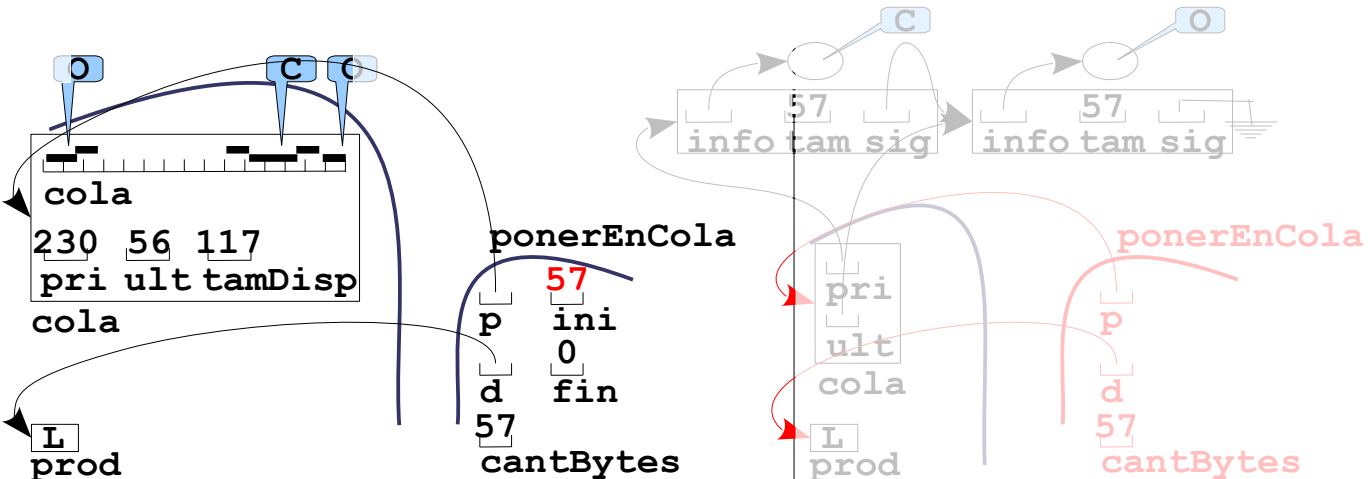 O C O
cola
230 56 117
pri ult tamDisp
cola
ponerEnCola
57
p ini
0
d fin
57
cantBytes
L
prod
C O
57 57
info tam sig info tam sig
pri
ult
cola
ponerEnCola
p
d
57
cantBytes
L
prod